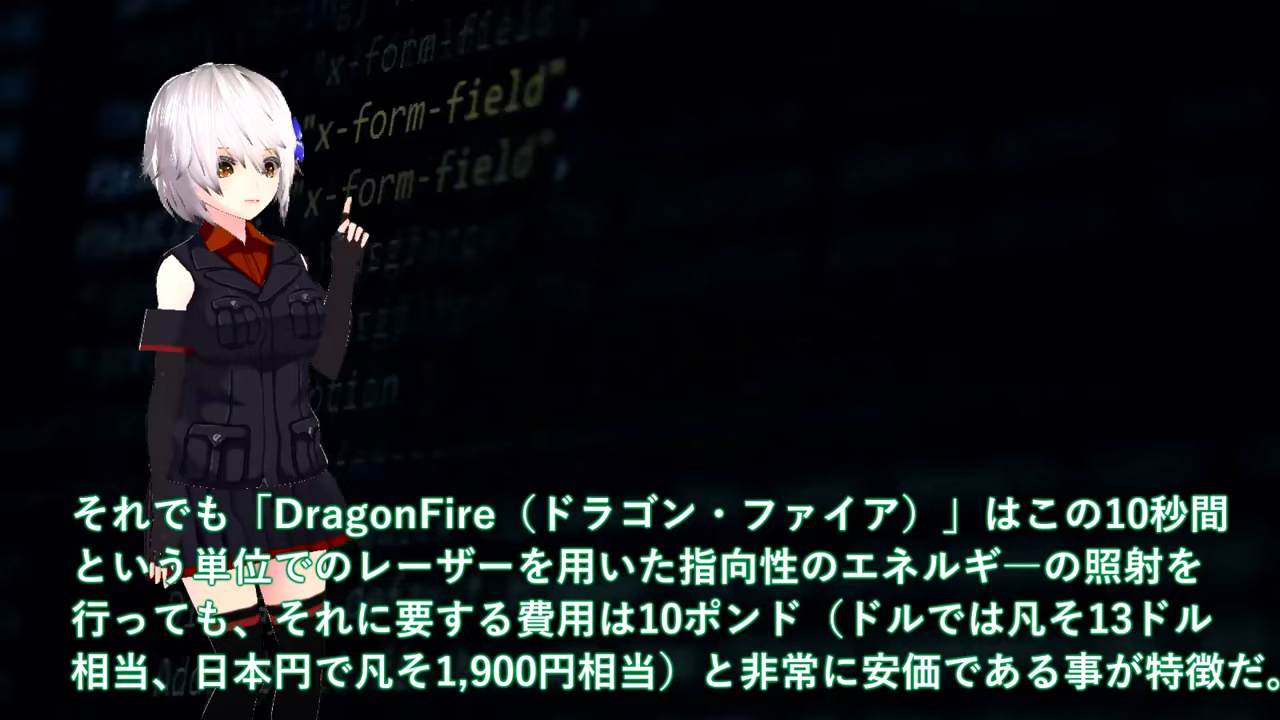 "x-form-field",
"x-form-field",
"x-form-field",
それでも「DragonFire（ドラゴン・ファイア）」はこの10秒間
という単位でのレーザーを用いた指向性のエネルギ―の照射を
行っても、それに要する費用は10ポンド（ドルでは凡そ13ドル
相当、日本円で凡そ1,900円相当）と非常に安価である事が特徴だ。